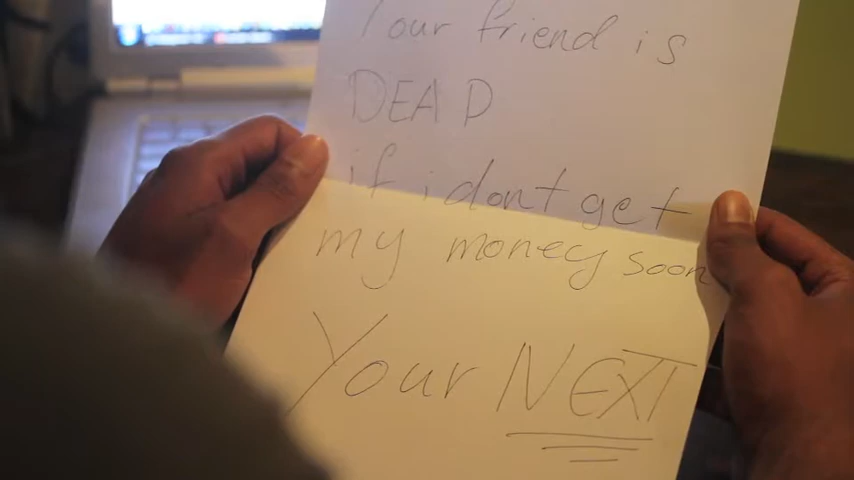 Your friend is
DEAD
if i dont get
my money soon
Your NEXT